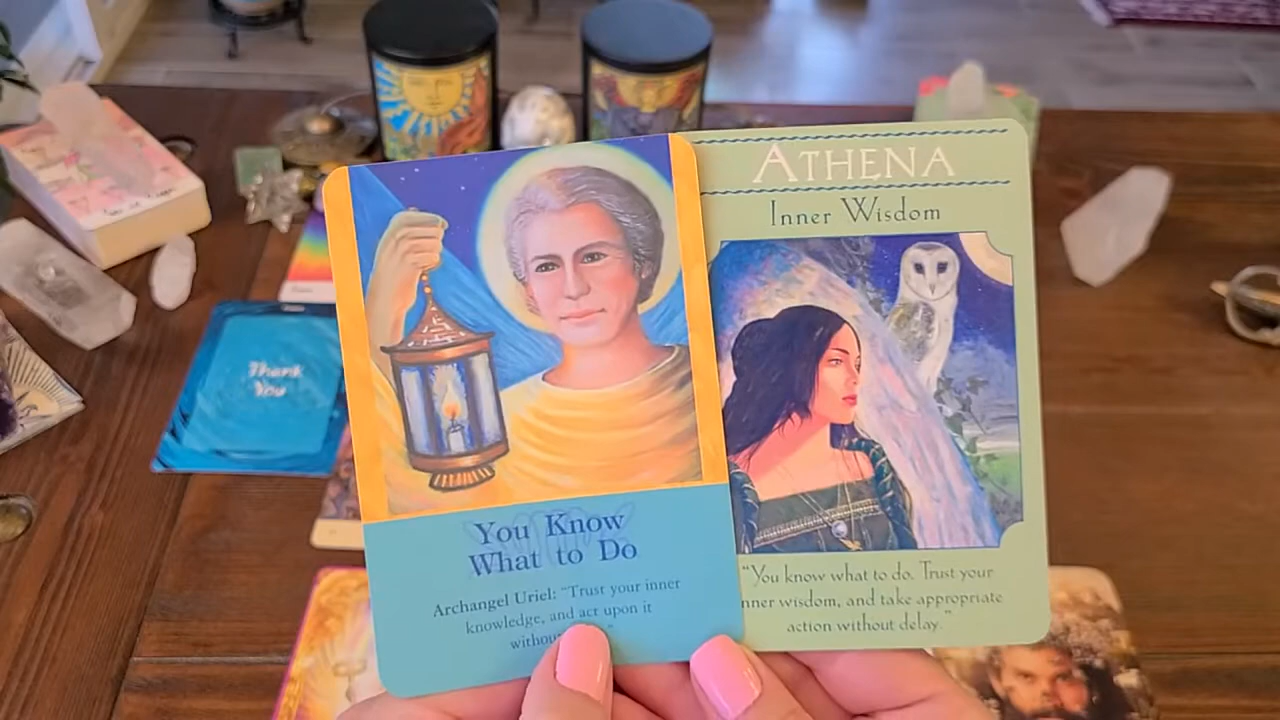 Thank
You
You Know
What to Do
Archangel Uriel: "Trust your inner
knowledge, and act upon it
ATHENA
Inner Wisdom
"You know what to do. Trust your
inner wisdom, and take appropriate
action without delay."